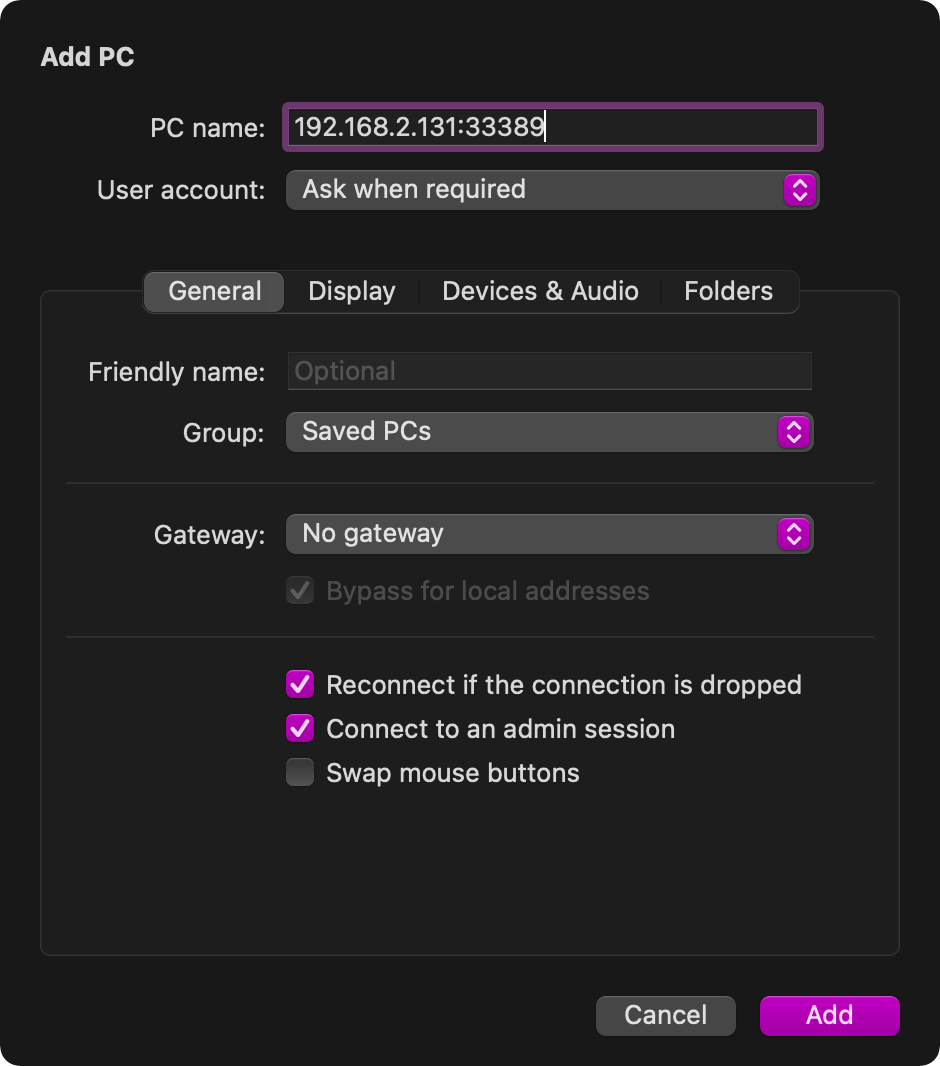 Add PC
PC name: 192.168.2.131:33389
User account: Ask when required
General Display Devices & Audio Folders
Friendly name: Optional
Group: Saved PCs
Gateway: No gateway
Bypass for local addresses
Reconnect if the connection is dropped
Connect to an admin session
Swap mouse buttons
Cancel Add